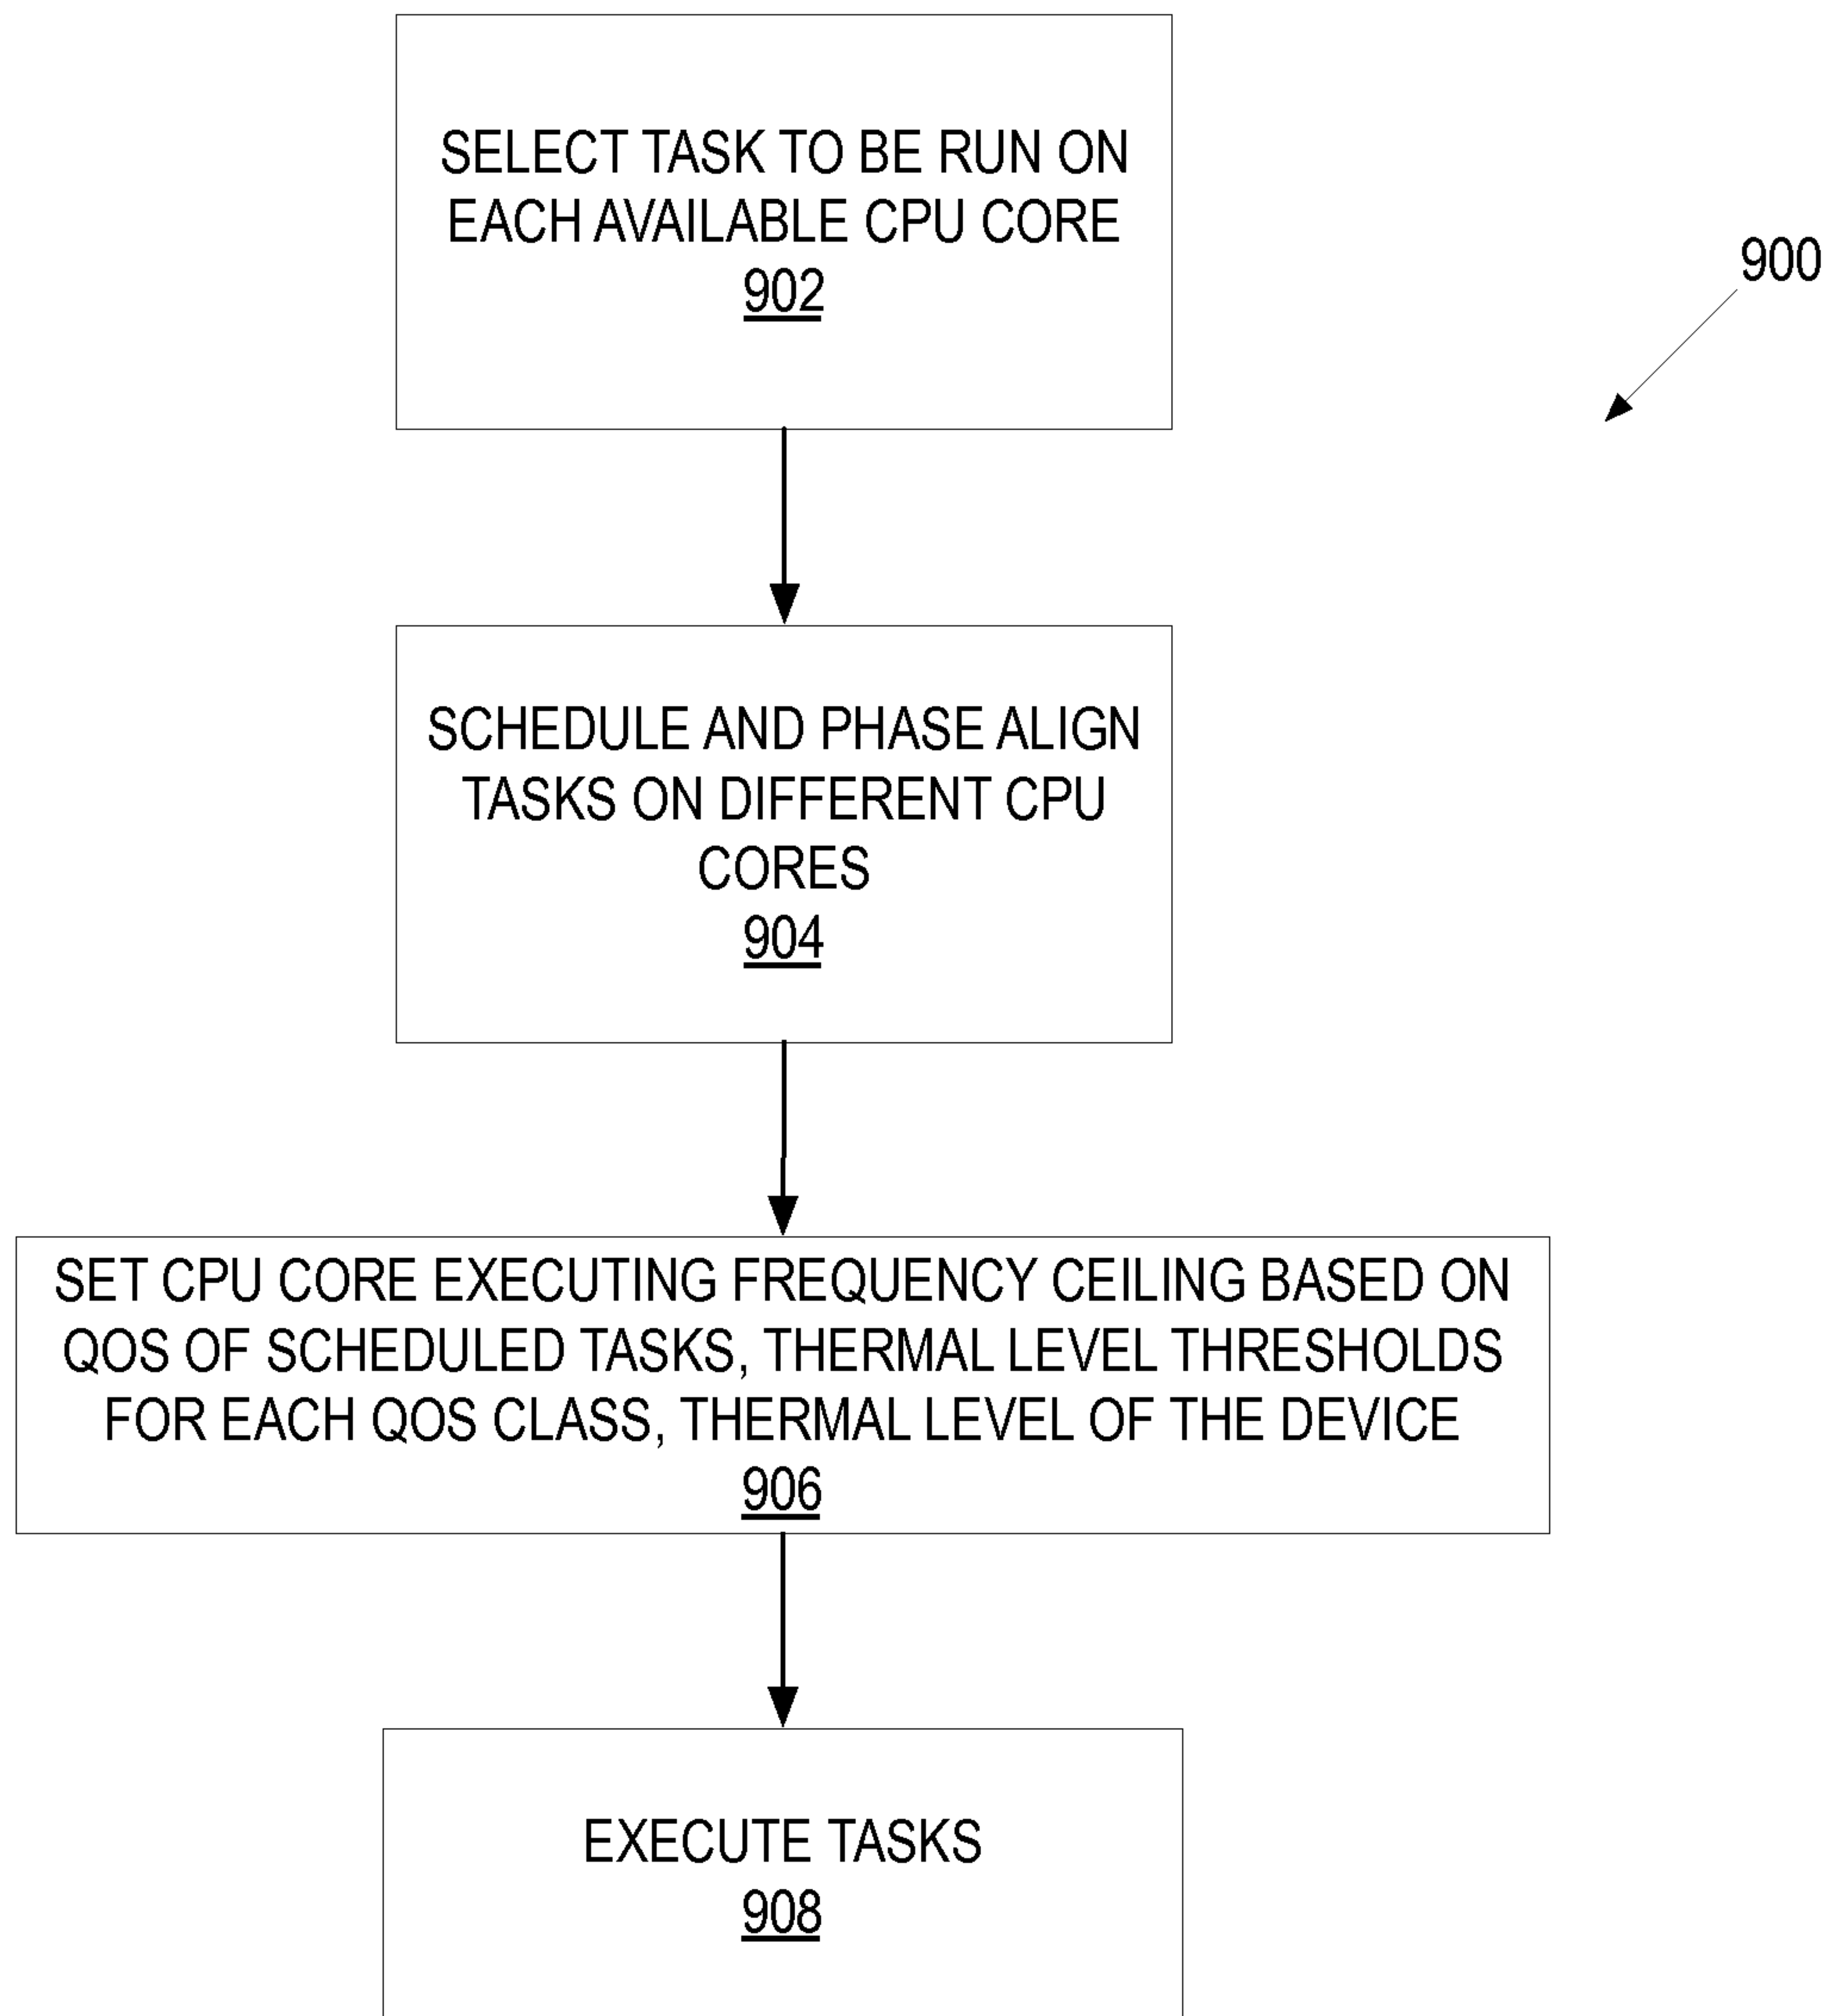 SELECT TASK TO BE RUN ON
EACH AVAILABLE CPU CORE
902
900
SCHEDULE AND PHASE ALIGN
TASKS ON DIFFERENT CPU
CORES
904
SET CPU CORE EXECUTING FREQUENCY CEILING BASED ON
QOS OF SCHEDULED TASKS, THERMAL LEVEL THRESHOLDS
FOR EACH QOS CLASS, THERMAL LEVEL OF THE DEVICE
906
EXECUTE TASKS
908